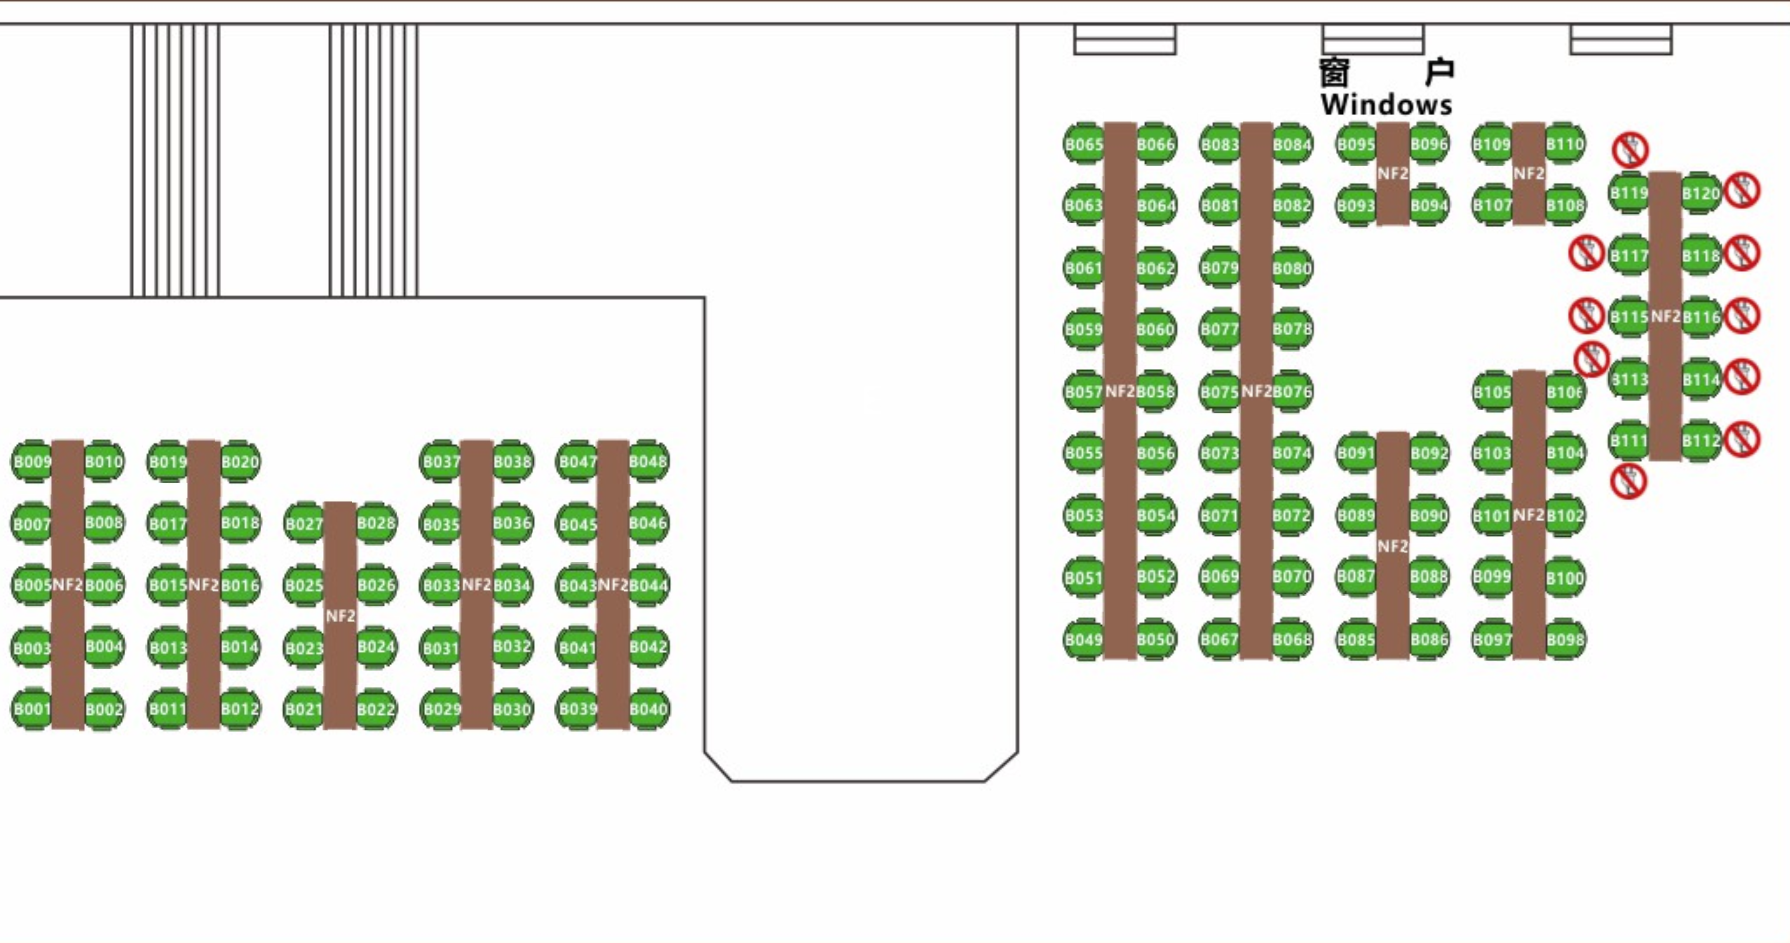 窗 户
Windows
B065 B066 B083 B084 B095 B096 B109 B110
NF2 NF2
B119 B120
B063 B064 B081 B082 B093 B094 B107 B108
B117 B118
B061 B062 B079 B080
B059 B060 B077 B078 B115 NF2 B116
B113 B114
B057 NF2 B058 B075 NF2 B076 B105 B106
B111 B112
B055 B056 B073 B074 B091 B092 B103 B104
B053 B054 B071 B072 B089 B090 B101 NF2 B102
NF2
B051 B052 B069 B070 B087 B088 B099 B100
B049 B050 B067 B068 B085 B086 B097 B098
B009 B010 B019 B020 B037 B038 B047 B048
B007 B008 B017 B018 B027 B028 B035 B036 B045 B046
B005 NF2 B006 B015 NF2 B016 B025 B026 B033 NF2 B034 B043 NF2 B044
NF2
B003 B004 B013 B014 B023 B024 B031 B032 B041 B042
B001 B002 B011 B012 B021 B022 B029 B030 B039 B040